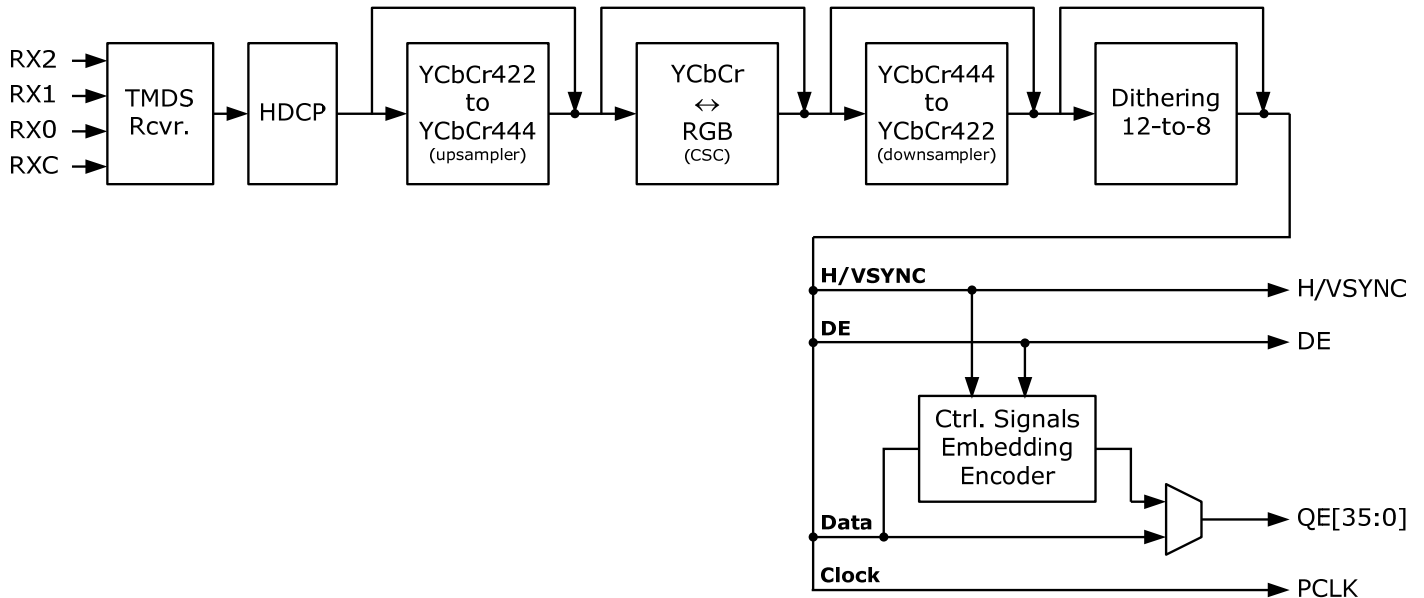 RX2
RX1
RX0
RXC
TMDS
Rcvr.
HDCP
YCbCr422
to
YCbCr444
(upsampler)
YCbCr
↔
RGB
(CSC)
YCbCr444
to
YCbCr422
(downsampler)
Dithering
12-to-8
H/VSYNC
H/VSYNC
DE
DE
Ctrl. Signals
Embedding
Encoder
Data
QE[35:0]
Clock
PCLK